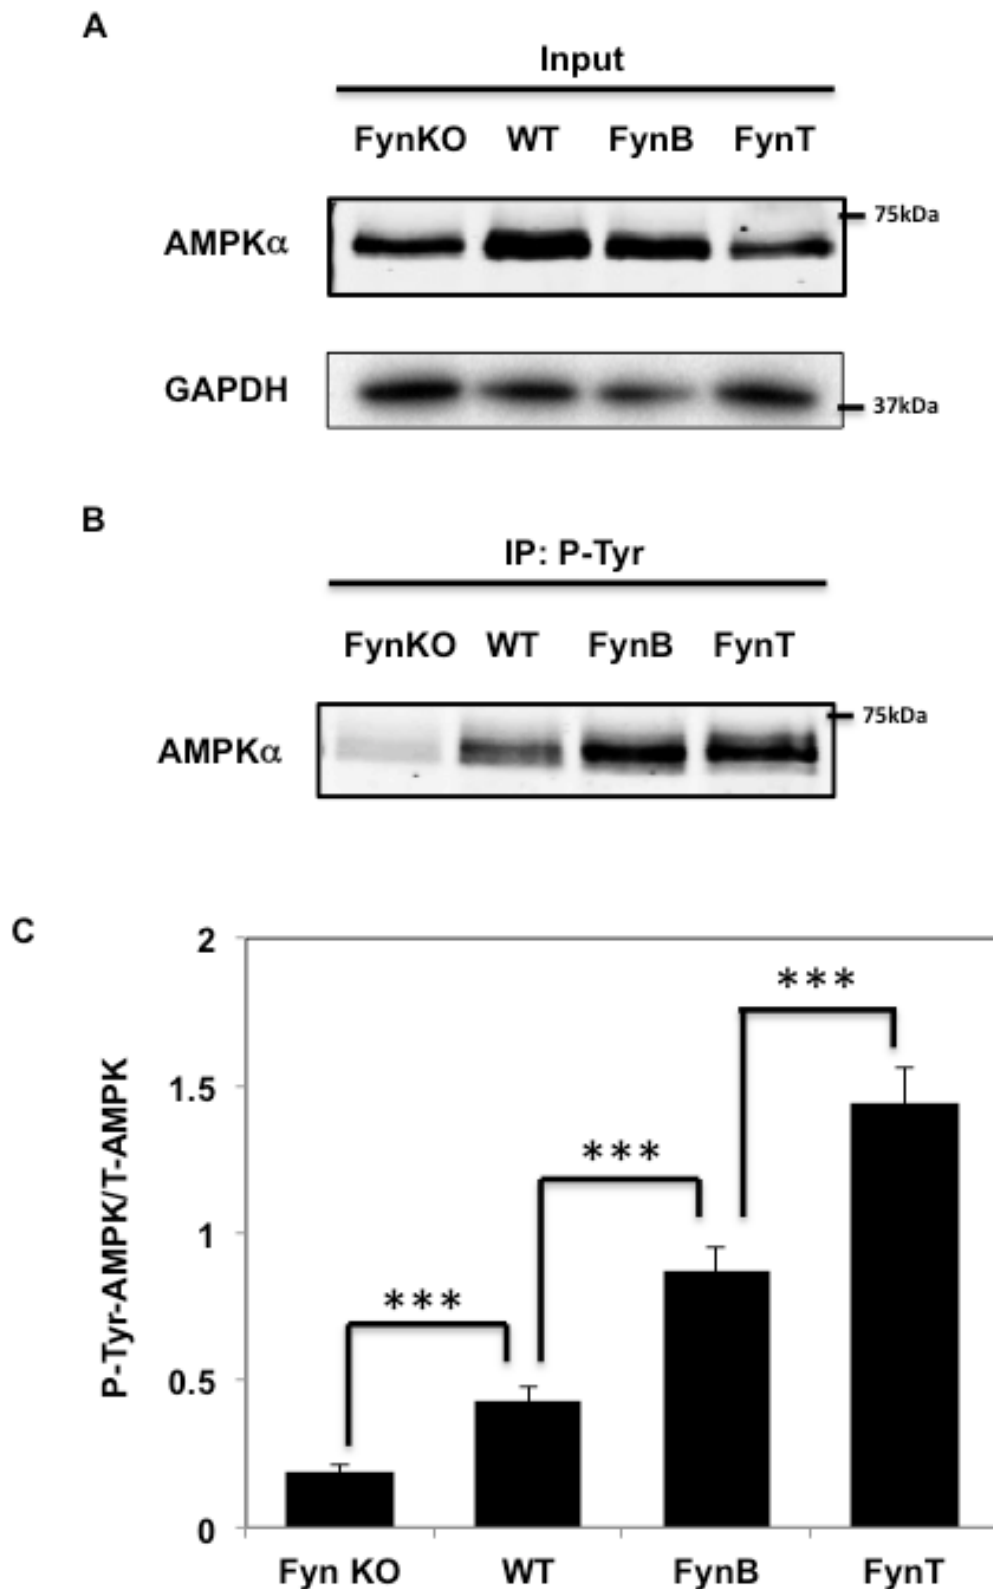 A
Input
FynKO WT FynB FynT
75kDa
AMPKα
GAPDH
37kDa
B
IP: P-Tyr
FynKO WT FynB FynT
75kDa
AMPKα
C
2
***
1.5
***
1
***
0.5
0
P-Tyr-AMPK/T-AMPK
Fyn KO WT FynB FynT